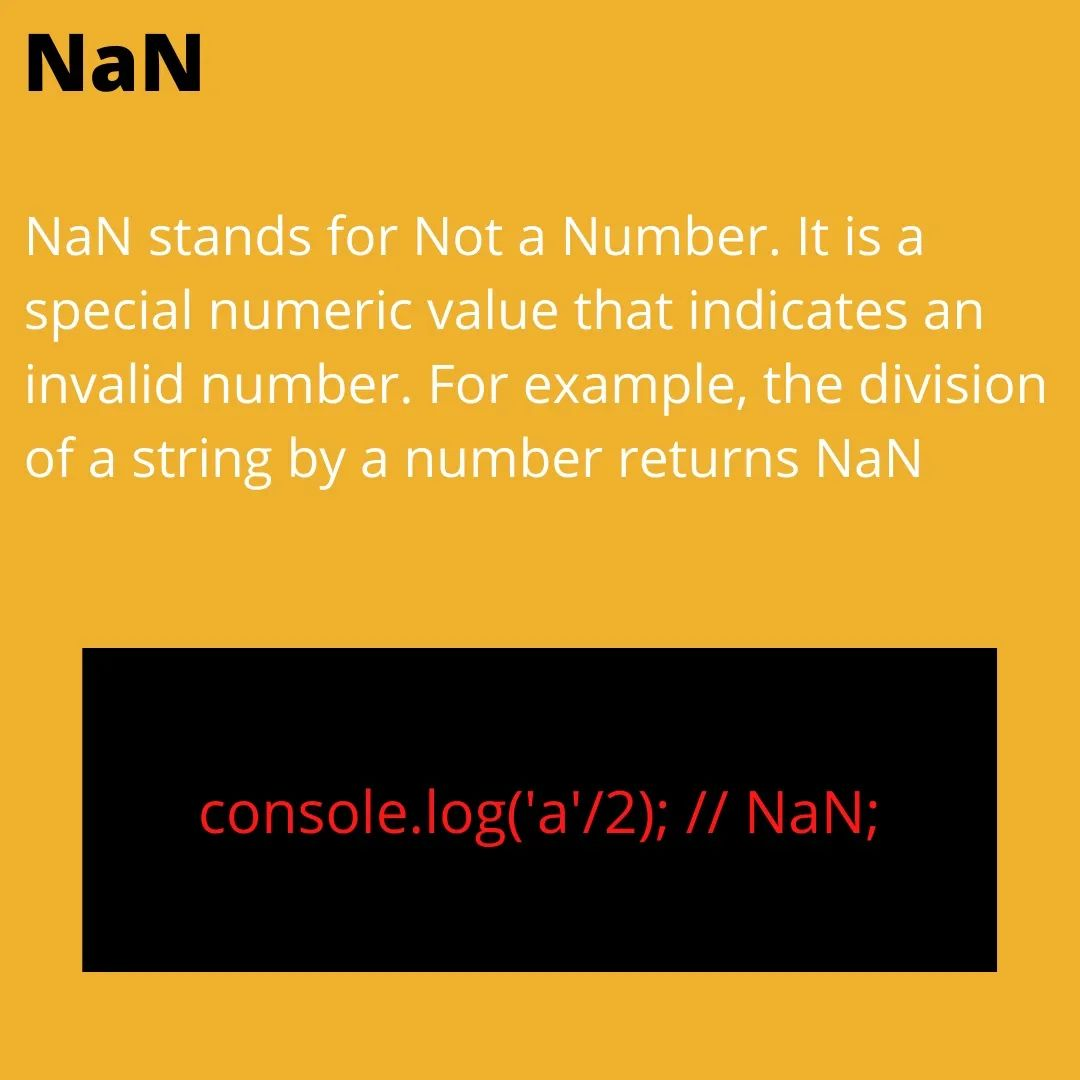 NaN
NaN stands for Not a Number. It is a
special numeric value that indicates an
invalid number. For example, the division
of a string by a number returns NaN
console.log('a'/2); // NaN;